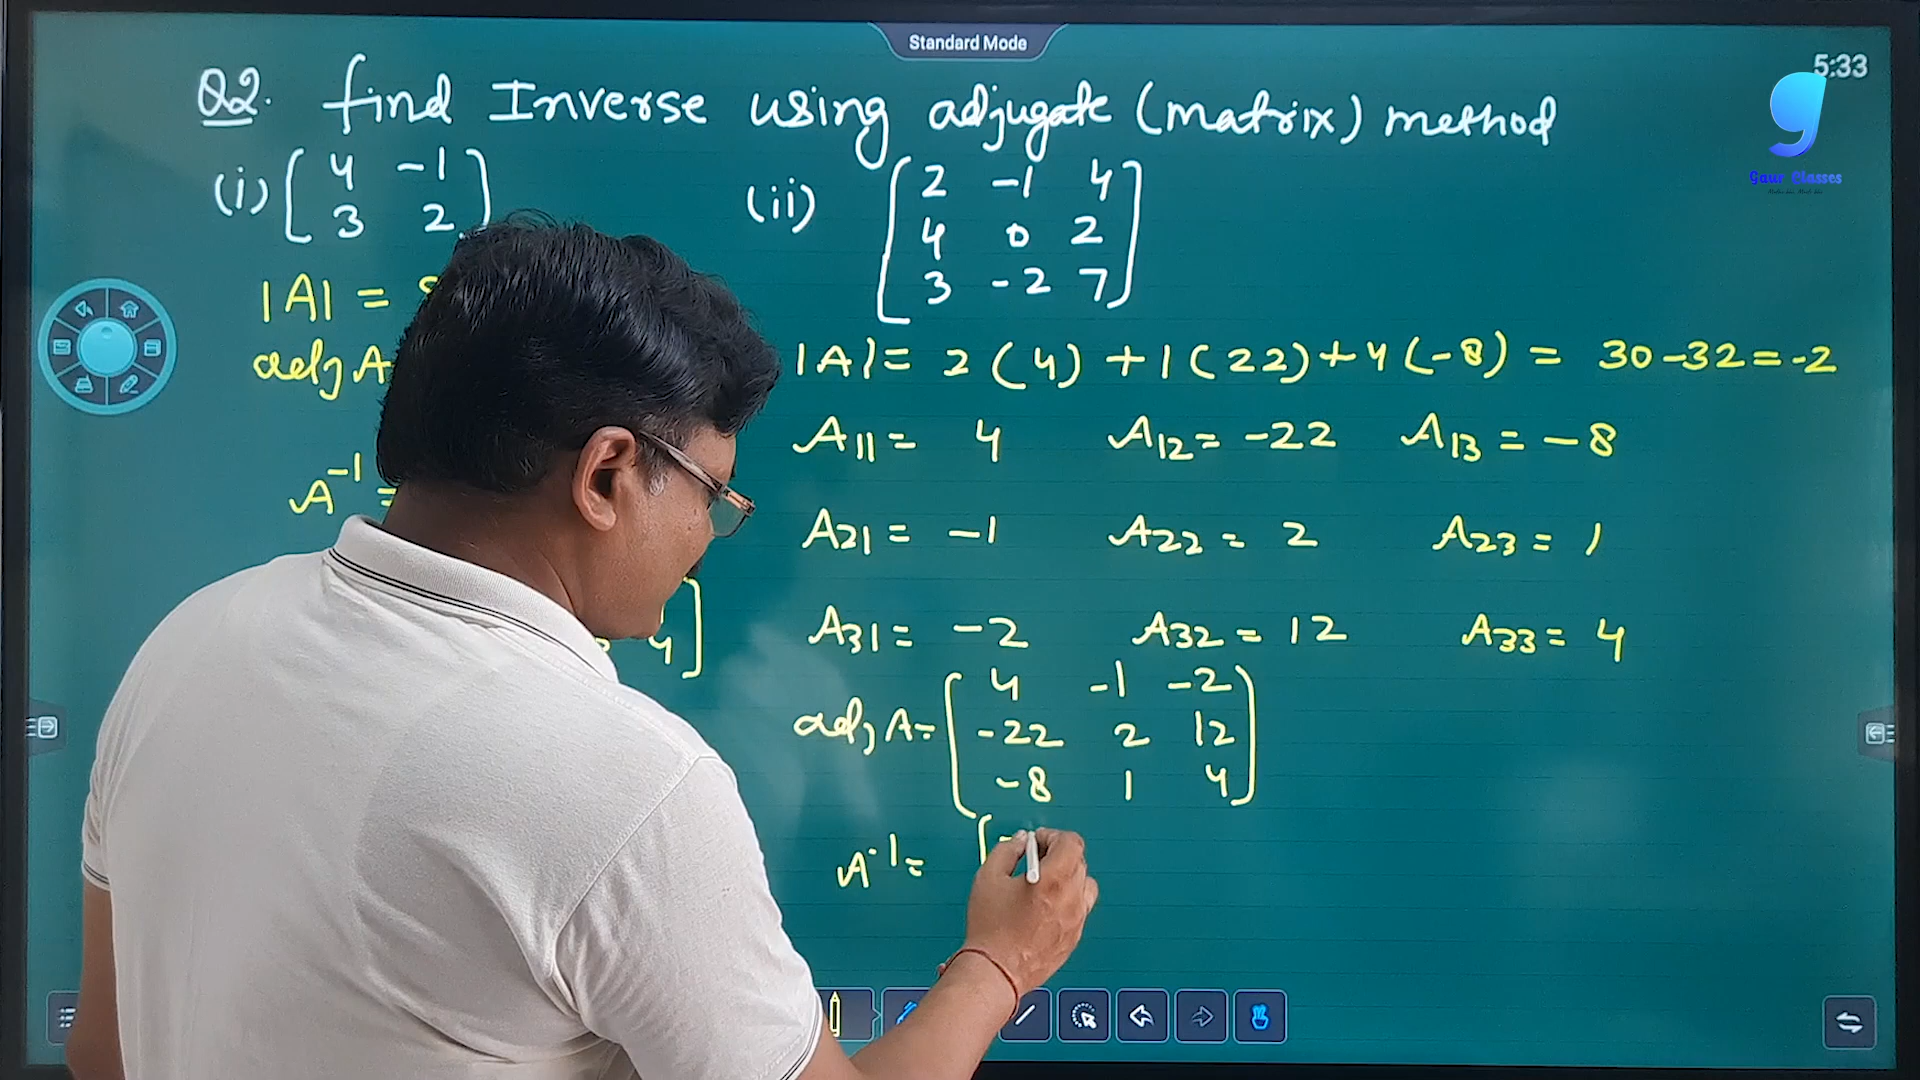 Standard Mode
5:33
Q2. find Inverse using adjugate (matrix) method
Gaur Classes
(i) [4 -1
3 2]
(ii) [2 -1 4
4 0 2
3 -2 7]
|A| =
adj A
A⁻¹ =
4]
|A| = 2(4) + 1(22) + 4(-8) = 30-32 = -2
A11 = 4 A12 = -22 A13 = -8
A21 = -1 A22 = 2 A23 = 1
A31 = -2 A32 = 12 A33 = 4
adj A = [4 -1 -2
-22 2 12
-8 1 4]
A⁻¹ = [